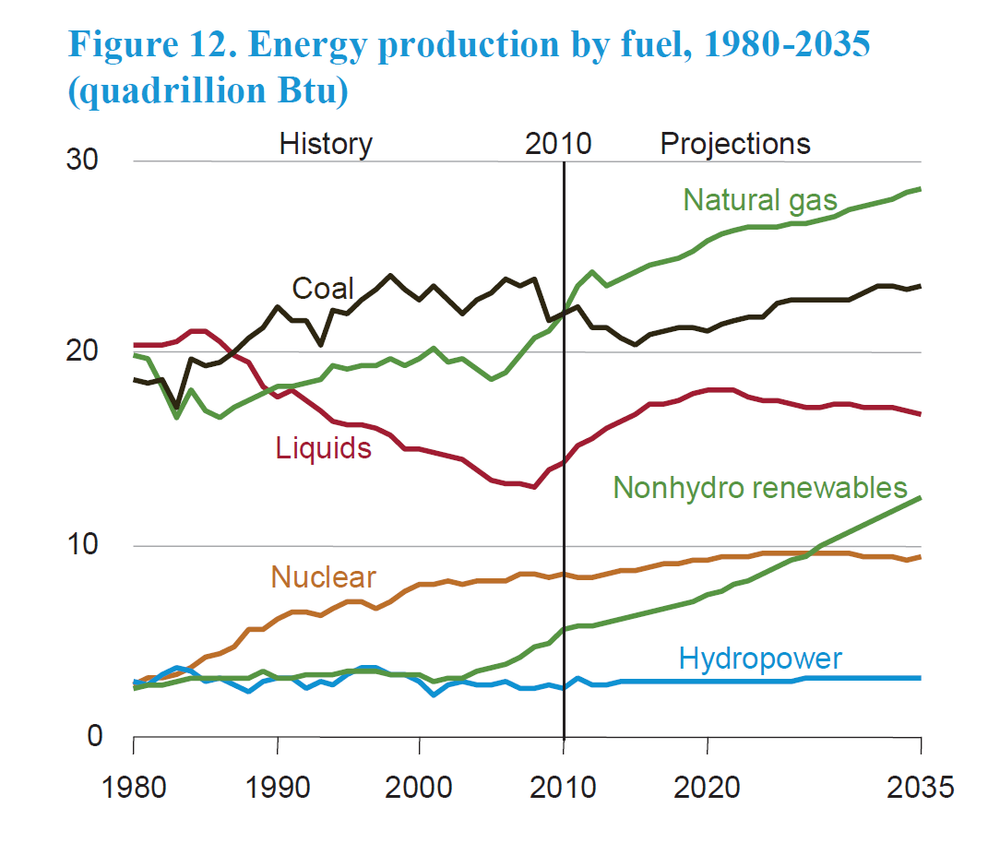 Figure 12. Energy production by fuel, 1980-2035
(quadrillion Btu)
History 2010 Projections
30
Natural gas
Coal
20
Liquids
Nonhydro renewables
10
Nuclear
Hydropower
0
1980 1990 2000 2010 2020 2035